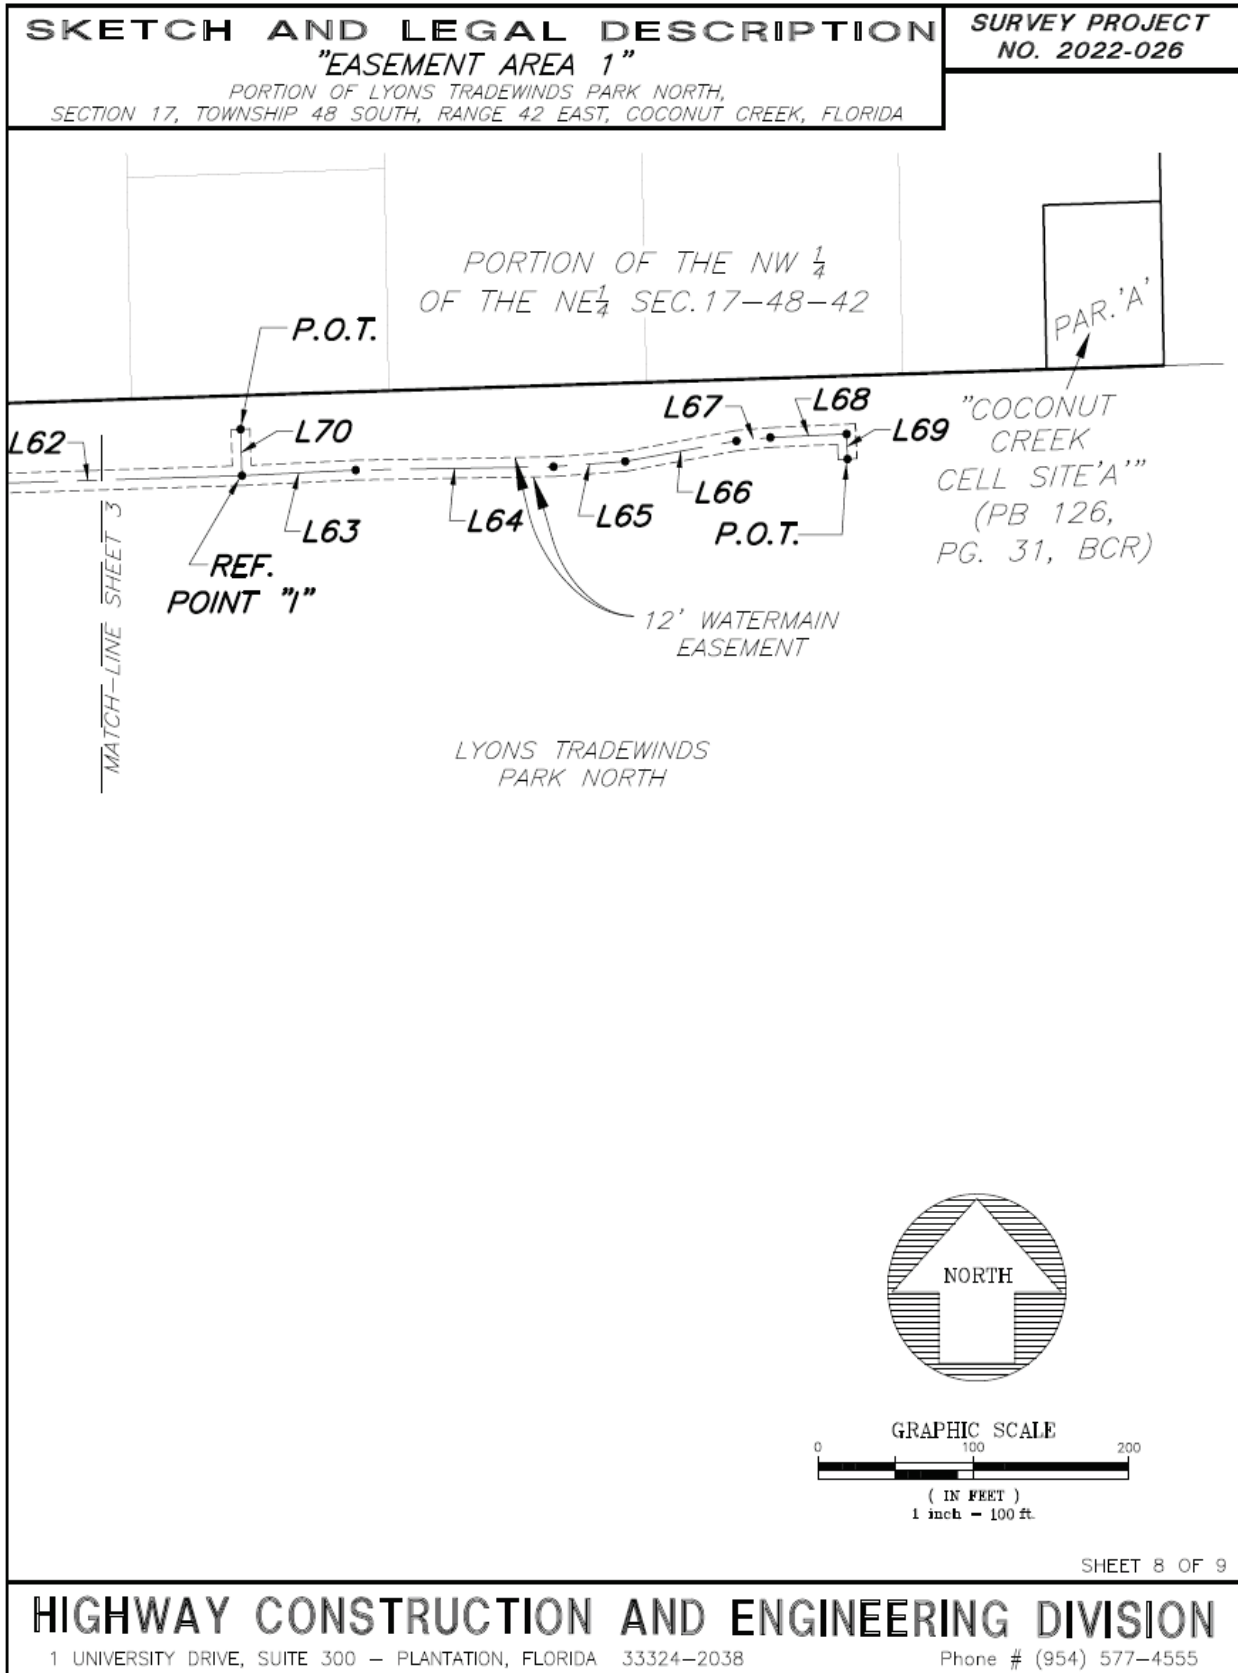 SKETCH AND LEGAL DESCRIPTION
"EASEMENT AREA 1"
PORTION OF LYONS TRADEWINDS PARK NORTH,
SECTION 17, TOWNSHIP 48 SOUTH, RANGE 42 EAST, COCONUT CREEK, FLORIDA
SURVEY PROJECT
NO. 2022-026
PORTION OF THE NW 1/4
OF THE NE 1/4 SEC.17-48-42
PAR.'A'
P.O.T.
L62
L70
L67
L68
L69
"COCONUT
CREEK
CELL SITE'A'"
(PB 126,
PG. 31, BCR)
L63
L64
L65
L66
P.O.T.
REF.
POINT "I"
MATCH-LINE SHEET 3
12' WATERMAIN
EASEMENT
LYONS TRADEWINDS
PARK NORTH
NORTH
GRAPHIC SCALE
0 100 200
( IN FEET )
1 inch = 100 ft.
SHEET 8 OF 9
HIGHWAY CONSTRUCTION AND ENGINEERING DIVISION
1 UNIVERSITY DRIVE, SUITE 300 – PLANTATION, FLORIDA 33324-2038
Phone # (954) 577-4555